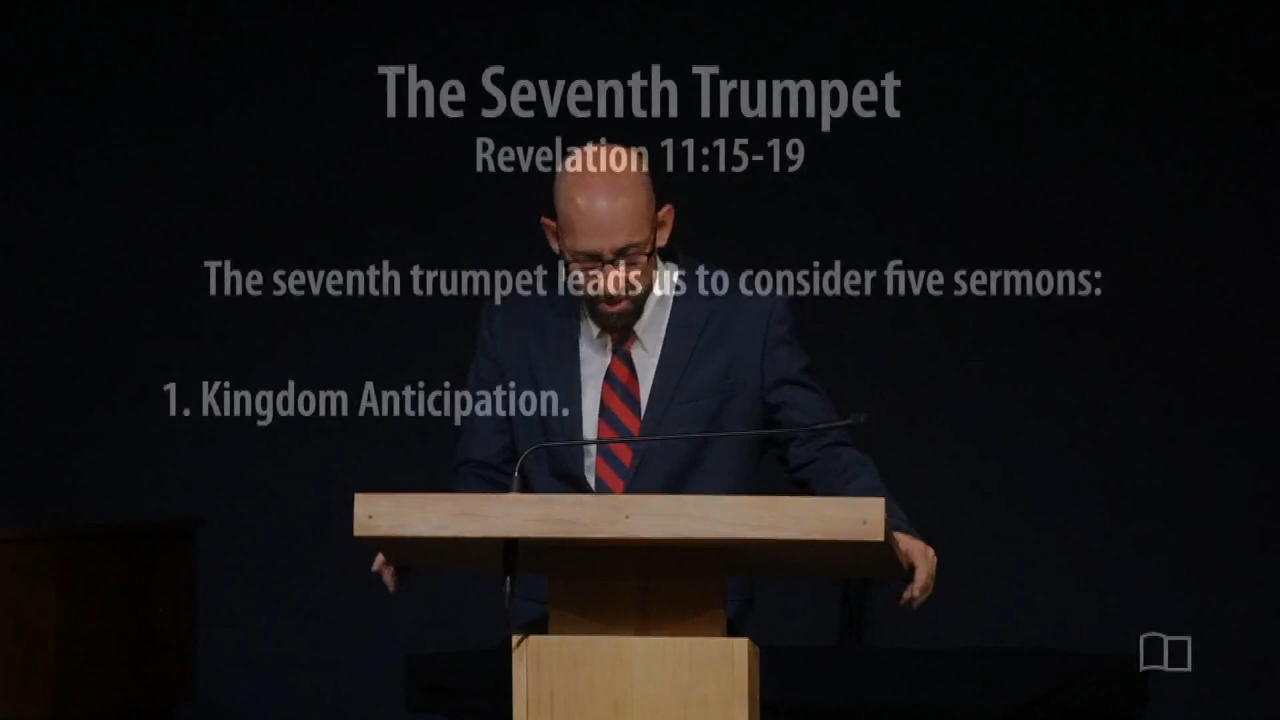 The Seventh Trumpet
Revelation 11:15-19
The seventh trumpet leads us to consider five sermons:
1. Kingdom Anticipation.